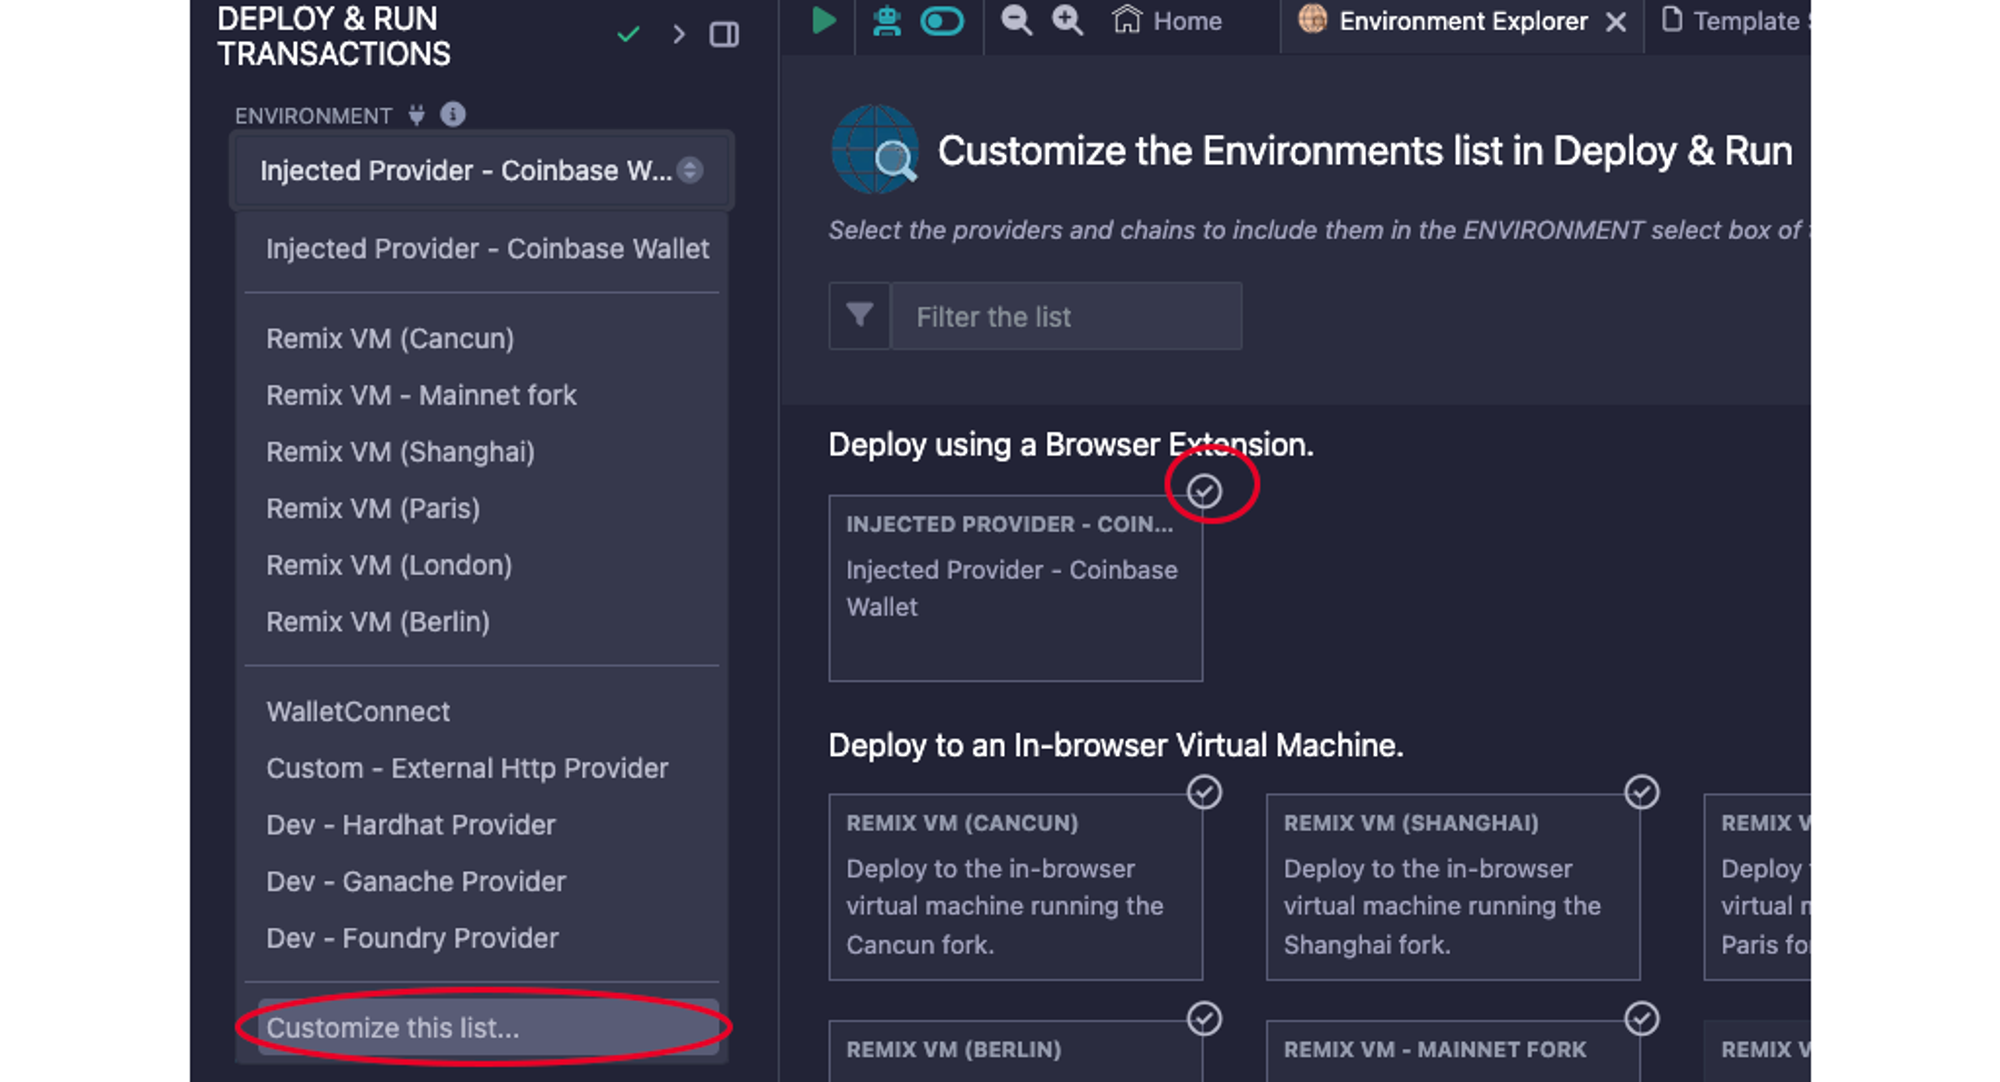 DEPLOY & RUN
TRANSACTIONS
ENVIRONMENT
Injected Provider - Coinbase W...
Injected Provider - Coinbase Wallet
Remix VM (Cancun)
Remix VM - Mainnet fork
Remix VM (Shanghai)
Remix VM (Paris)
Remix VM (London)
Remix VM (Berlin)
WalletConnect
Custom - External Http Provider
Dev - Hardhat Provider
Dev - Ganache Provider
Dev - Foundry Provider
Customize this list...
Home
Environment Explorer
Template
Customize the Environments list in Deploy & Run
Select the providers and chains to include them in the ENVIRONMENT select box of
Filter the list
Deploy using a Browser Extension.
INJECTED PROVIDER - COIN...
Injected Provider - Coinbase
Wallet
Deploy to an In-browser Virtual Machine.
REMIX VM (CANCUN)
Deploy to the in-browser
virtual machine running the
Cancun fork.
REMIX VM (SHANGHAI)
Deploy to the in-browser
virtual machine running the
Shanghai fork.
REMIX
Deploy
virtual
Paris
REMIX VM (BERLIN)
REMIX VM - MAINNET FORK
REMIX